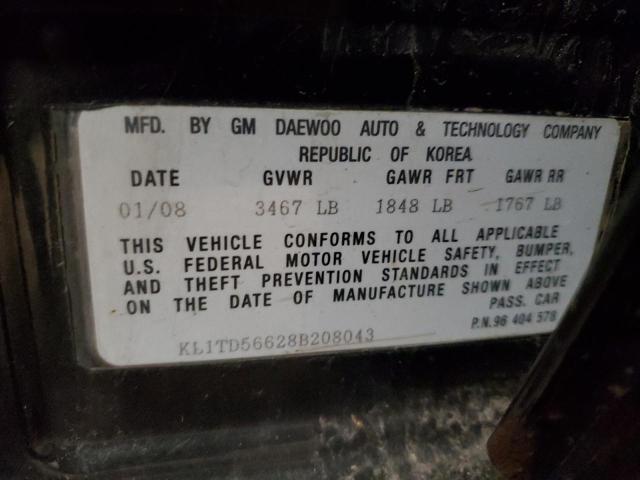 MFD. BY GM DAEWOO AUTO & TECHNOLOGY COMPANY
REPUBLIC OF KOREA
DATE GVWR GAWR FRT GAWR RR
01/08 3467 LB 1848 LB 1767 LB
THIS VEHICLE CONFORMS TO ALL APPLICABLE
U.S. FEDERAL MOTOR VEHICLE SAFETY, BUMPER,
AND THEFT PREVENTION STANDARDS IN EFFECT
ON THE DATE OF MANUFACTURE SHOWN ABOVE
PASS. CAR
KL1TD56628B208043 P.N.96 404 578